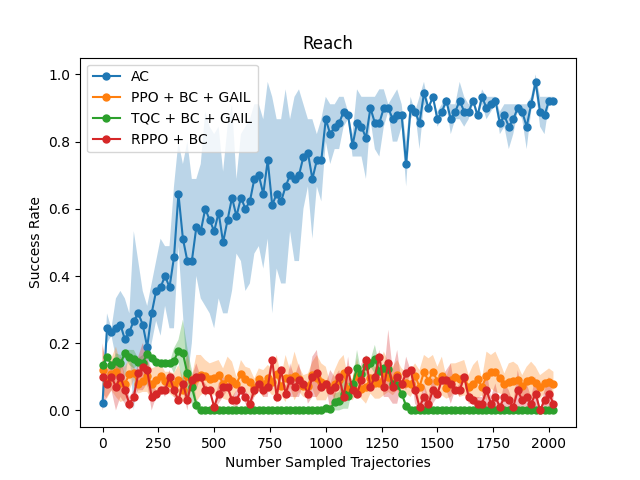 Reach
AC
PPO + BC + GAIL
TQC + BC + GAIL
RPPO + BC
1.0
0.8
0.6
0.4
0.2
0.0
Success Rate
0 250 500 750 1000 1250 1500 1750 2000
Number Sampled Trajectories